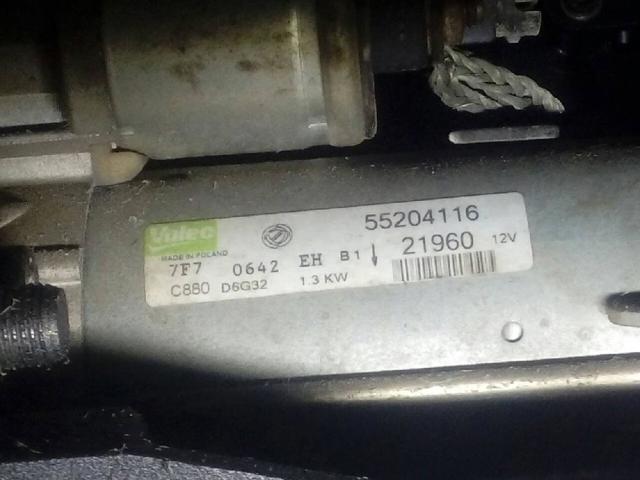 Valeo 55204116
MADE IN POLAND
7F7 0642 EH B1 ↓ 21960 12V
C880 D6G32 1.3 KW